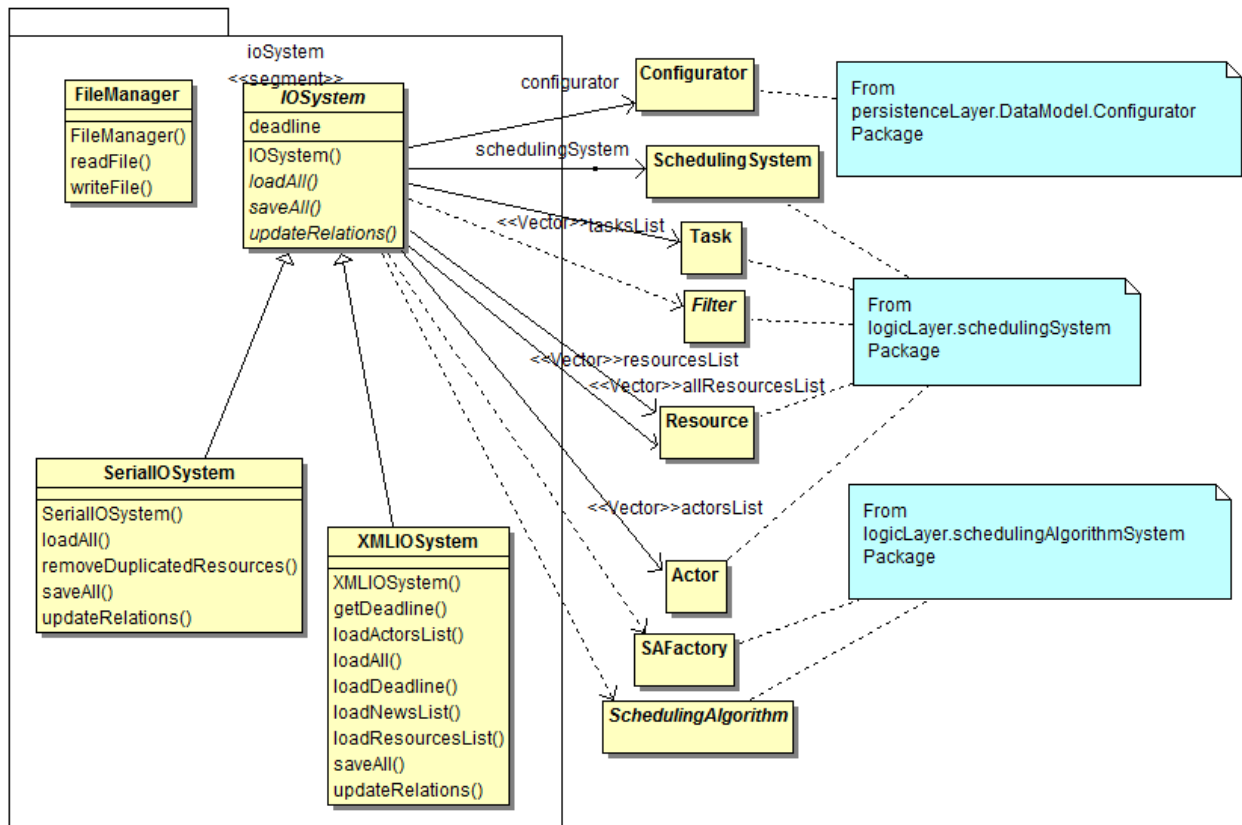 ioSystem
<<segment>>
FileManager
FileManager()
readFile()
writeFile()
IOSystem
deadline
IOSystem()
loadAll()
saveAll()
updateRelations()
configurator
Configurator
From
persistenceLayer.DataModel.Configurator
Package
schedulingSystem
SchedulingSystem
<<Vector>>tasksList
Task
Filter
From
logicLayer.schedulingSystem
Package
<<Vector>>resourcesList
<<Vector>>allResourcesList
Resource
SerialIOSystem
SerialIOSystem()
loadAll()
removeDuplicatedResources()
saveAll()
updateRelations()
XMLIOSystem
XMLIOSystem()
getDeadline()
loadActorsList()
loadAll()
loadDeadline()
loadNewsList()
loadResourcesList()
saveAll()
updateRelations()
<<Vector>>actorsList
Actor
From
logicLayer.schedulingAlgorithmSystem
Package
SAFactory
SchedulingAlgorithm